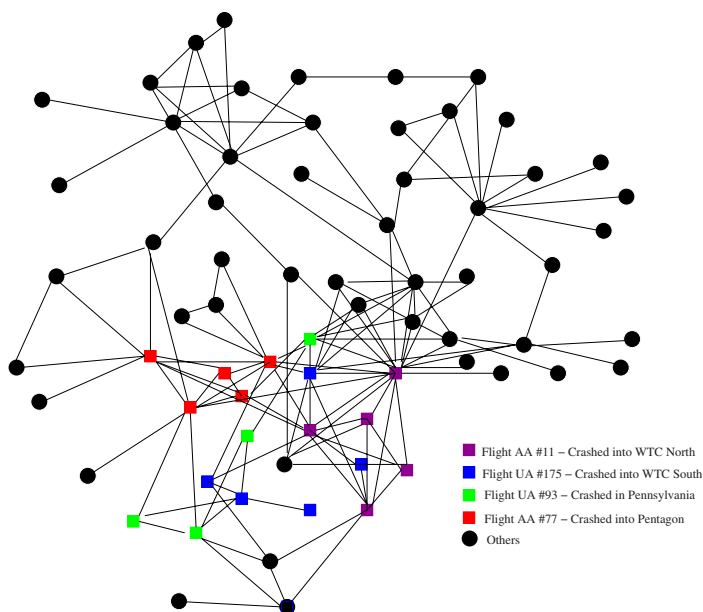 Flight AA #11 – Crashed into WTC North
Flight UA #175 – Crashed into WTC South
Flight UA #93 – Crashed in Pennsylvania
Flight AA #77 – Crashed into Pentagon
Others